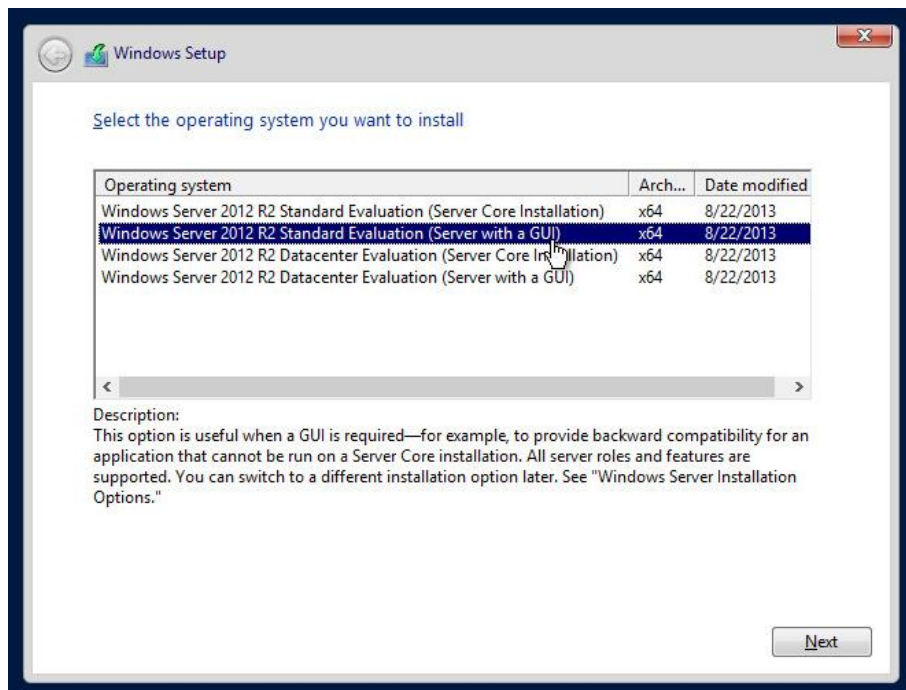 Windows Setup
Select the operating system you want to install
Operating system Arch... Date modified
Windows Server 2012 R2 Standard Evaluation (Server Core Installation) x64 8/22/2013
Windows Server 2012 R2 Standard Evaluation (Server with a GUI) x64 8/22/2013
Windows Server 2012 R2 Datacenter Evaluation (Server Core Installation) x64 8/22/2013
Windows Server 2012 R2 Datacenter Evaluation (Server with a GUI) x64 8/22/2013
Description:
This option is useful when a GUI is required—for example, to provide backward compatibility for an
application that cannot be run on a Server Core installation. All server roles and features are
supported. You can switch to a different installation option later. See "Windows Server Installation
Options."
Next